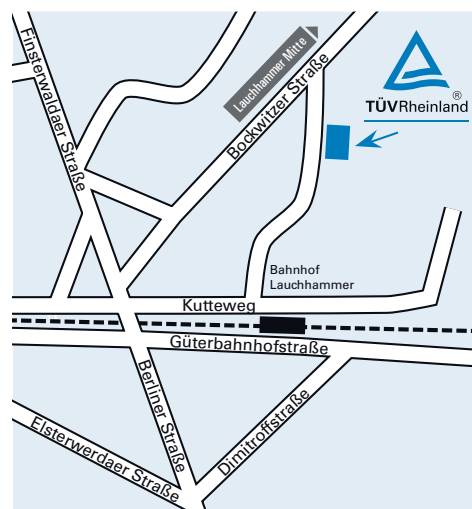 Finsterwaldaer Straße
Lauchhammer Mitte
Bockwitzer Straße
®
TÜVRheinland
Bahnhof
Lauchhammer
Kutteweg
Güterbahnhofstraße
Berliner Straße
Dimitroffstraße
Elsterwerdaer Straße